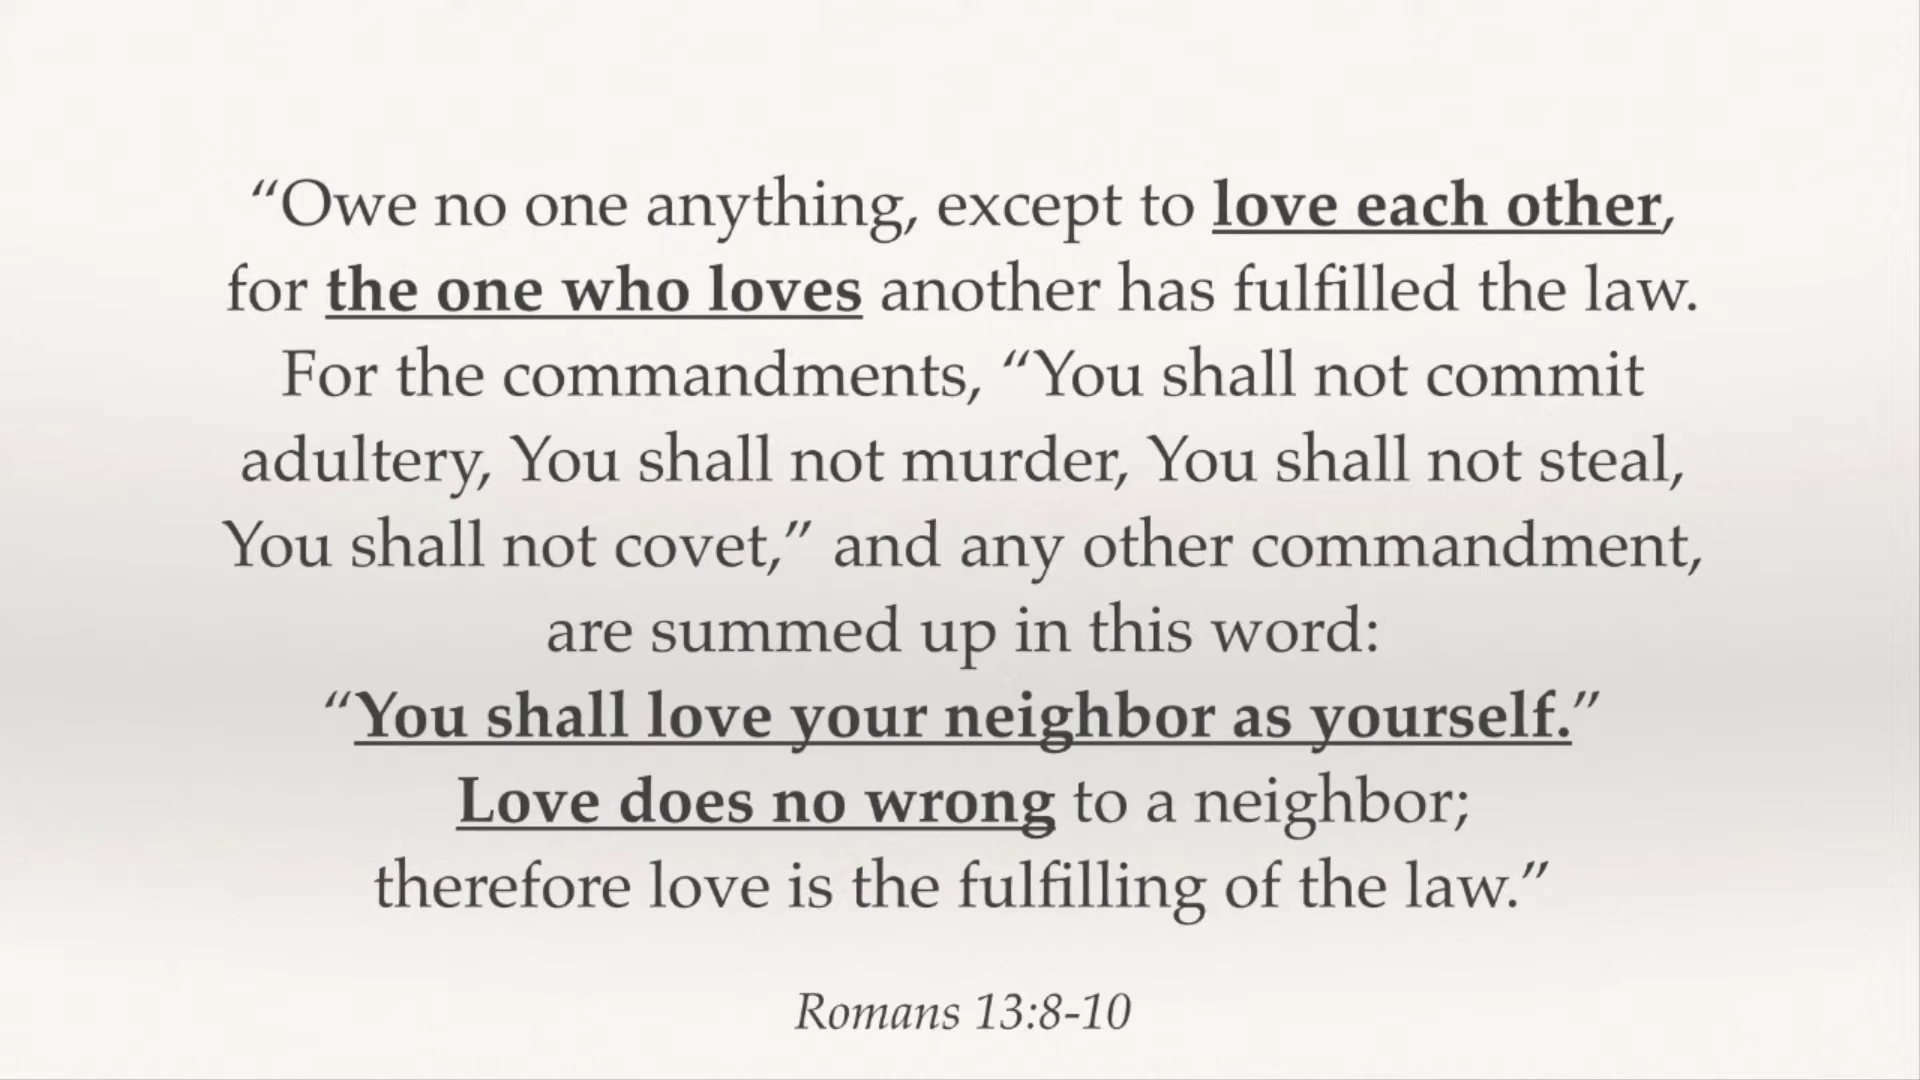 “Owe no one anything, except to love each other,
for the one who loves another has fulfilled the law.
For the commandments, “You shall not commit
adultery, You shall not murder, You shall not steal,
You shall not covet,” and any other commandment,
are summed up in this word:
“You shall love your neighbor as yourself.”
Love does no wrong to a neighbor;
therefore love is the fulfilling of the law.”
Romans 13:8-10